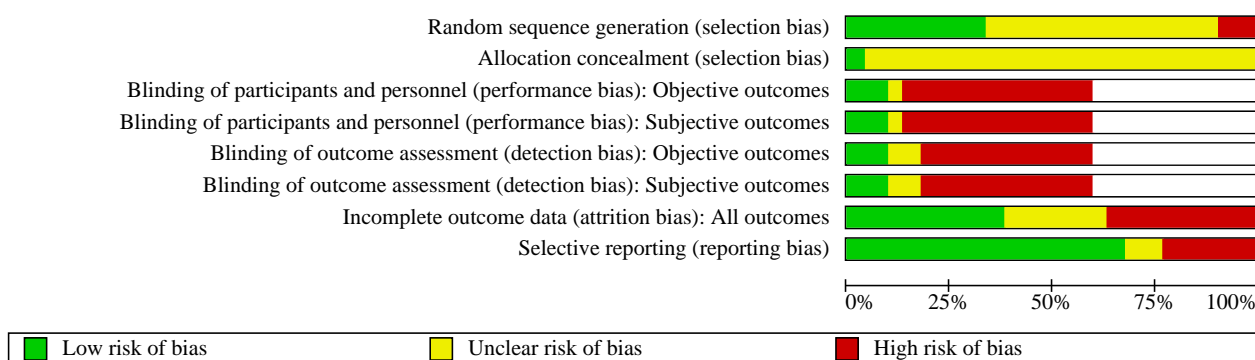 Random sequence generation (selection bias)
Allocation concealment (selection bias)
Blinding of participants and personnel (performance bias): Objective outcomes
Blinding of participants and personnel (performance bias): Subjective outcomes
Blinding of outcome assessment (detection bias): Objective outcomes
Blinding of outcome assessment (detection bias): Subjective outcomes
Incomplete outcome data (attrition bias): All outcomes
Selective reporting (reporting bias)
0% 25% 50% 75% 100%
Low risk of bias Unclear risk of bias High risk of bias